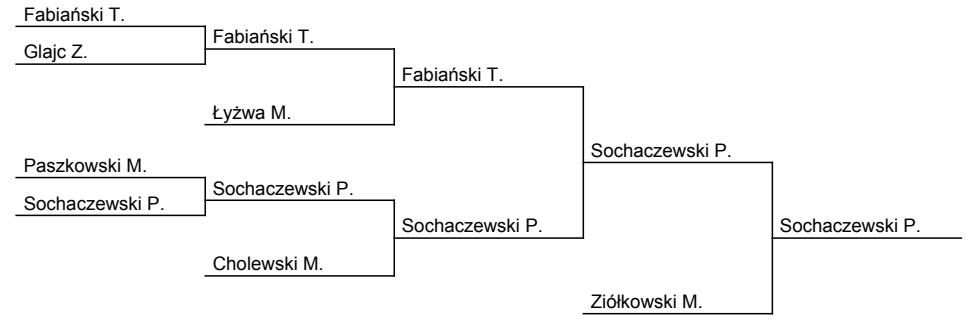 Fabiański T.
Fabiański T.
Glajc Z.
Fabiański T.
Łyżwa M.
Sochaczewski P.
Paszkowski M.
Sochaczewski P.
Sochaczewski P.
Sochaczewski P.
Sochaczewski P.
Cholewski M.
Ziółkowski M.